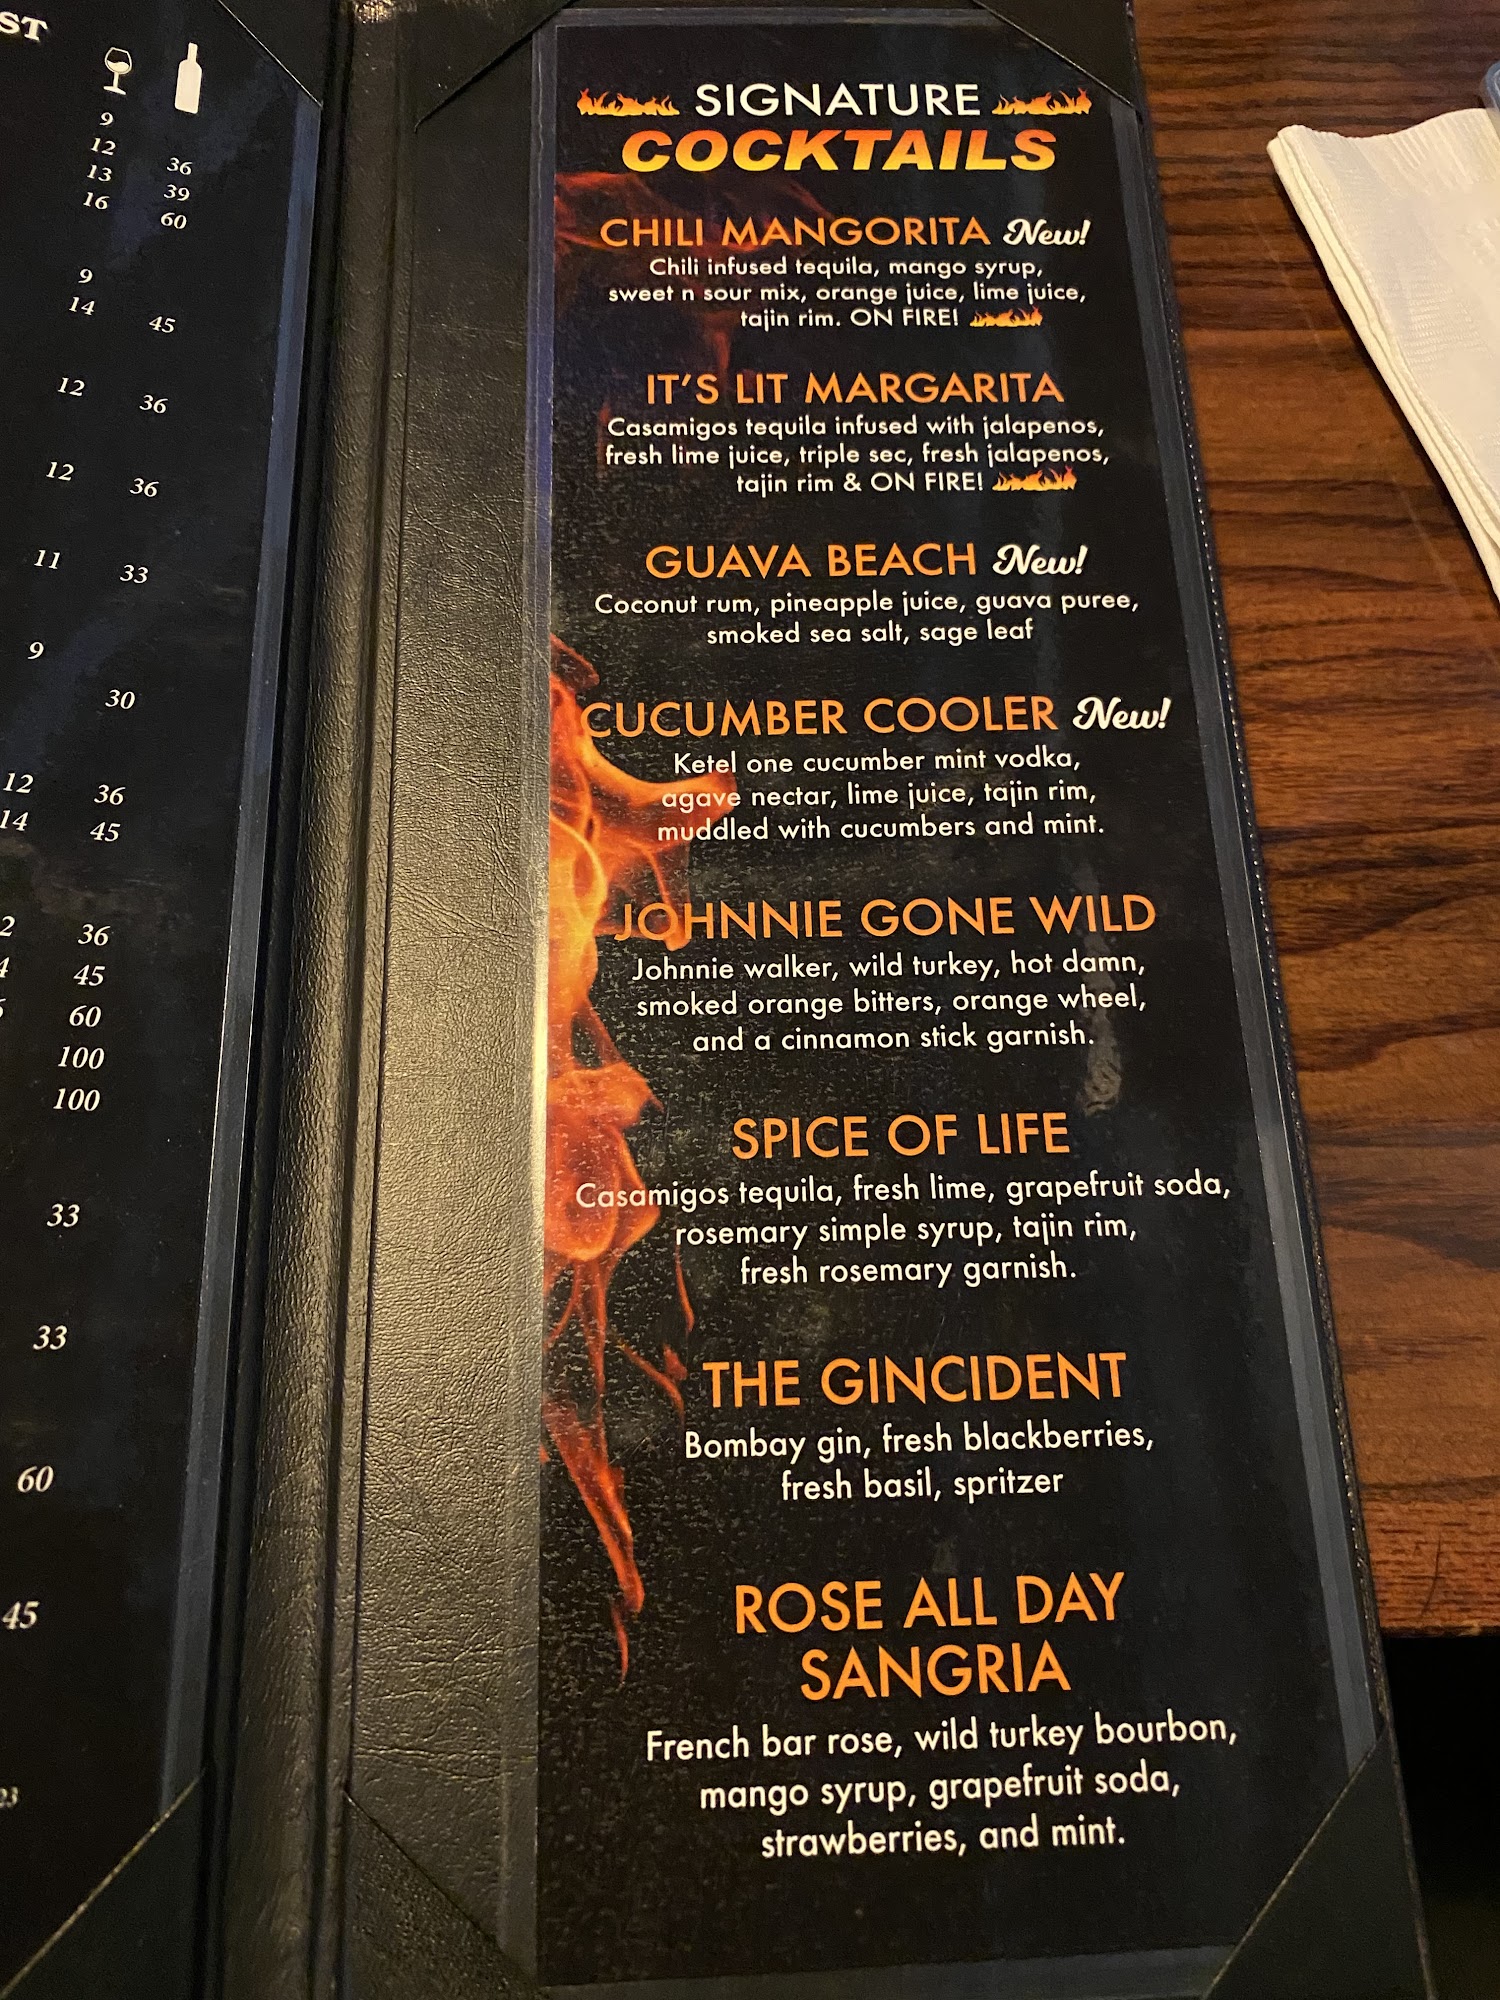 ST
9
12 36
13 39
16 60
9
14 45
12 36
12 36
11 33
9
30
12 36
14 45
2 36
4 45
60
100
100
33
33
60
45
23
SIGNATURE
COCKTAILS
CHILI MANGORITA New!
Chili infused tequila, mango syrup,
sweet n sour mix, orange juice, lime juice,
tajin rim. ON FIRE!
IT'S LIT MARGARITA
Casamigos tequila infused with jalapenos,
fresh lime juice, triple sec, fresh jalapenos,
tajin rim & ON FIRE!
GUAVA BEACH New!
Coconut rum, pineapple juice, guava puree,
smoked sea salt, sage leaf
CUCUMBER COOLER New!
Ketel one cucumber mint vodka,
agave nectar, lime juice, tajin rim,
muddled with cucumbers and mint.
JOHNNIE GONE WILD
Johnnie walker, wild turkey, hot damn,
smoked orange bitters, orange wheel,
and a cinnamon stick garnish.
SPICE OF LIFE
Casamigos tequila, fresh lime, grapefruit soda,
rosemary simple syrup, tajin rim,
fresh rosemary garnish.
THE GINCIDENT
Bombay gin, fresh blackberries,
fresh basil, spritzer
ROSE ALL DAY
SANGRIA
French bar rose, wild turkey bourbon,
mango syrup, grapefruit soda,
strawberries, and mint.